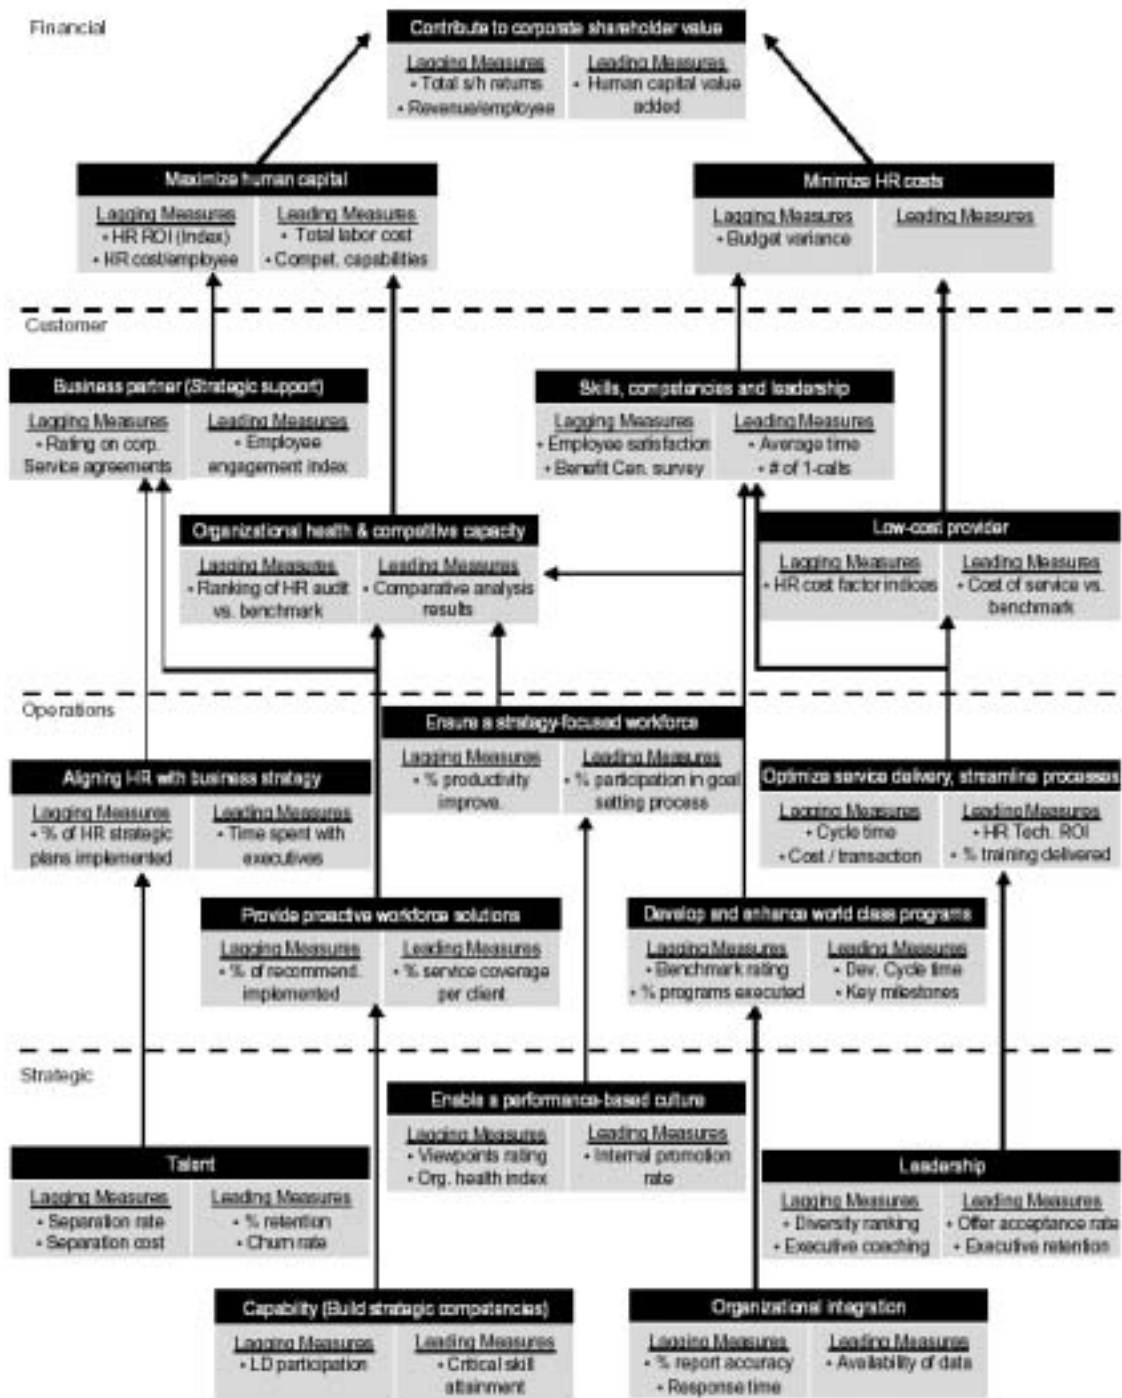 Financial
Contribute to corporate shareholder value
Lagging Measures
• Total s/h returns
• Revenue/employee
Leading Measures
• Human capital value
added
Maximize human capital
Lagging Measures
• HR ROI (Index)
• HR cost/employee
Leading Measures
• Total labor cost
• Compet. capabilities
Minimize HR costs
Lagging Measures
• Budget variance
Leading Measures
Customer
Business partner (Strategic support)
Lagging Measures
• Rating on corp.
Service agreements
Leading Measures
• Employee
engagement index
Skills, competencies and leadership
Lagging Measures
• Employee satisfaction
• Benefit Cen. survey
Leading Measures
• Average time
• # of 1-calls
Organizational health & competitive capacity
Lagging Measures
• Ranking of HR audit
vs. benchmark
Leading Measures
• Comparative analysis
results
Low-cost provider
Lagging Measures
• HR cost factor indices
Leading Measures
• Cost of service vs.
benchmark
Operations
Ensure a strategy-focused workforce
Lagging Measures
• % productivity
improve.
Leading Measures
• % participation in goal
setting process
Aligning HR with business strategy
Lagging Measures
• % of HR strategic
plans implemented
Leading Measures
• Time spent with
executives
Optimize service delivery, streamline processes
Lagging Measures
• Cycle time
• Cost / transaction
Leading Measures
• HR Tech. ROI
• % training delivered
Provide proactive workforce solutions
Lagging Measures
• % of recommend.
implemented
Leading Measures
• % service coverage
per client
Develop and enhance world class programs
Lagging Measures
• Benchmark rating
• % programs executed
Leading Measures
• Dev. Cycle time
• Key milestones
Strategic
Enable a performance-based culture
Lagging Measures
• Viewpoints rating
• Org. health index
Leading Measures
• Internal promotion
rate
Talent
Lagging Measures
• Separation rate
• Separation cost
Leading Measures
• % retention
• Churn rate
Leadership
Lagging Measures
• Diversity ranking
• Executive coaching
Leading Measures
• Offer acceptance rate
• Executive retention
Capability (Build strategic competencies)
Lagging Measures
• LD participation
Leading Measures
• Critical skill
attainment
Organizational integration
Lagging Measures
• % report accuracy
• Response time
Leading Measures
• Availability of data